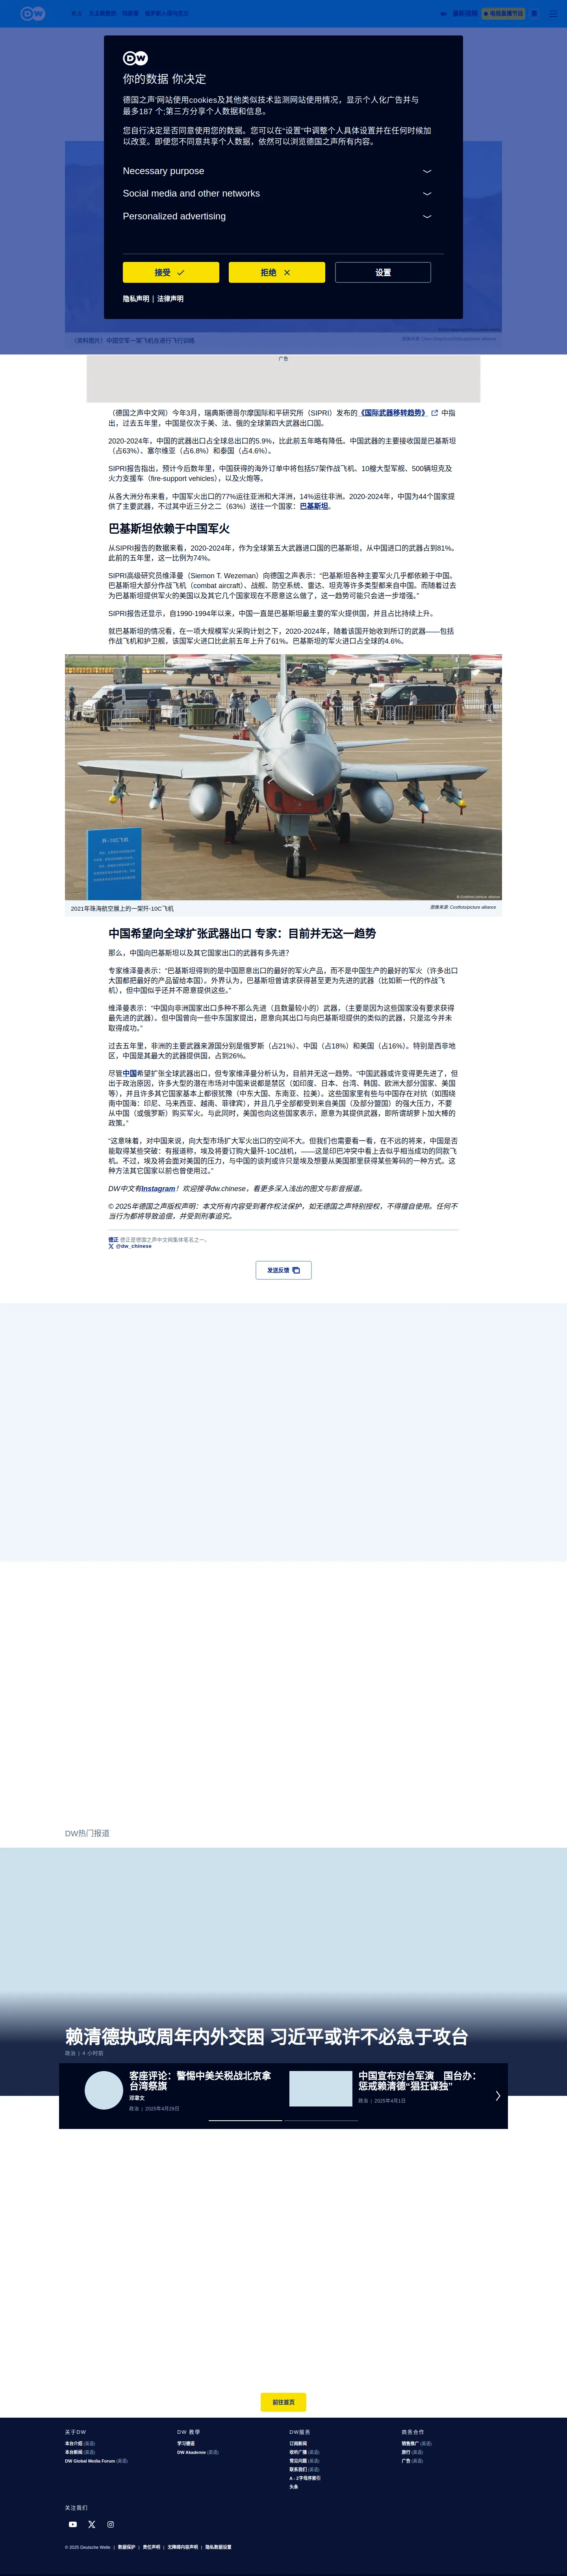 DW
你的数据 你决定
德国之声`网站使用cookies及其他类似技术监测网站使用情况，显示个人化广告并与
最多187 个;第三方分享个人数据和信息。
您自行决定是否同意使用您的数据。您可以在“设置”中调整个人具体设置并在任何时候加
以改变。即使您不同意共享个人数据，依然可以浏览德国之声所有内容。
Necessary purpose
Social media and other networks
Personalized advertising
接受
拒绝
设置
隐私声明 | 法律声明
（资料图片）中国空军一架飞机在进行飞行训练
广告
（德国之声中文网）今年3月，瑞典斯德哥尔摩国际和平研究所（SIPRI）发布的《国际武器移转趋势》 中指
出，过去五年里，中国是仅次于美、法、俄的全球第四大武器出口国。
2020-2024年，中国的武器出口占全球总出口的5.9%，比此前五年略有降低。中国武器的主要接收国是巴基斯坦
（占63%）、塞尔维亚（占6.8%）和泰国（占4.6%）。
SIPRI报告指出，预计今后数年里，中国获得的海外订单中将包括57架作战飞机、10艘大型军舰、500辆坦克及
火力支援车（fire-support vehicles），以及火炮等。
从各大洲分布来看，中国军火出口的77%运往亚洲和大洋洲，14%运往非洲。2020-2024年，中国为44个国家提
供了主要武器，不过其中近三分之二（63%）送往一个国家：巴基斯坦。
巴基斯坦依赖于中国军火
从SIPRI报告的数据来看，2020-2024年，作为全球第五大武器进口国的巴基斯坦，从中国进口的武器占到81%。
此前的五年里，这一比例为74%。
SIPRI高级研究员维泽曼（Siemon T. Wezeman）向德国之声表示：“巴基斯坦各种主要军火几乎都依赖于中国。
巴基斯坦大部分作战飞机（combat aircraft）、战舰、防空系统、雷达、坦克等许多类型都来自中国。而随着过去
为巴基斯坦提供军火的美国以及其它几个国家现在不愿意这么做了，这一趋势可能只会进一步增强。”
SIPRI报告还显示，自1990-1994年以来，中国一直是巴基斯坦最主要的军火提供国，并且占比持续上升。
就巴基斯坦的情况看，在一项大规模军火采购计划之下，2020-2024年，随着该国开始收到所订的武器——包括
作战飞机和护卫舰，该国军火进口比此前五年上升了61%。巴基斯坦的军火进口占全球的4.6%。
歼-10C飞机
2021年珠海航空展上的一架歼-10C飞机
图像来源: Costfoto/picture alliance
中国希望向全球扩张武器出口 专家：目前并无这一趋势
那么，中国向巴基斯坦以及其它国家出口的武器有多先进？
专家维泽曼表示：“巴基斯坦得到的是中国愿意出口的最好的军火产品，而不是中国生产的最好的军火（许多出口
大国都把最好的产品留给本国）。外界认为，巴基斯坦曾请求获得甚至更为先进的武器（比如新一代的作战飞
机），但中国似乎还并不愿意提供这些。”
维泽曼表示：“中国向非洲国家出口多种不那么先进（且数量较小的）武器，（主要是因为这些国家没有要求获得
最先进的武器）。但中国曾向一些中东国家提出，愿意向其出口与向巴基斯坦提供的类似的武器，只是迄今并未
取得成功。”
过去五年里，非洲的主要武器来源国分别是俄罗斯（占21%）、中国（占18%）和美国（占16%）。特别是西非地
区，中国是其最大的武器提供国，占到26%。
尽管中国希望扩张全球武器出口，但专家维泽曼分析认为，目前并无这一趋势。“中国武器或许变得更先进了，但
出于政治原因，许多大型的潜在市场对中国来说都是禁区（如印度、日本、台湾、韩国、欧洲大部分国家、美国
等），并且许多其它国家基本上都很犹豫（中东大国、东南亚、拉美）。这些国家里有些与中国存在对抗（如围绕
南中国海：印尼、马来西亚、越南、菲律宾），并且几乎全部都受到来自美国（及部分盟国）的强大压力，不要
从中国（或俄罗斯）购买军火。与此同时，美国也向这些国家表示，愿意为其提供武器，即所谓胡萝卜加大棒的
政策。”
“这意味着，对中国来说，向大型市场扩大军火出口的空间不大。但我们也需要看一看，在不远的将来，中国是否
能取得某些突破：有报道称，埃及将要订购大量歼-10C战机，——这是印巴冲突中看上去似乎相当成功的同款飞
机。不过，埃及将会面对美国的压力，与中国的谈判或许只是埃及想要从美国那里获得某些筹码的一种方式。这
种方法其它国家以前也曾使用过。”
DW中文有Instagram！欢迎搜寻dw.chinese，看更多深入浅出的图文与影音报道。
© 2025年德国之声版权声明：本文所有内容受到著作权法保护，如无德国之声特别授权，不得擅自使用。任何不
当行为都将导致追偿，并受到刑事追究。
德正 德正是德国之声中文网集体笔名之一。
@dw_chinese
发送反馈
DW热门报道
赖清德执政周年内外交困 习近平或许不必急于攻台
政治 | 4 小时前
客座评论：警惕中美关税战北京拿
台湾祭旗
邓聿文
政治 | 2025年4月29日
中国宣布对台军演 国台办：
惩戒赖清德“猖狂谋独”
政治 | 2025年4月1日
前往首页
关于DW
本台介绍 (英语)
本台新闻 (英语)
DW Global Media Forum (英语)
DW 教学
学习德语
DW Akademie (英语)
DW服务
订阅新闻
收听广播 (英语)
常见问题 (英语)
联系我们 (英语)
A - Z字母序索引
头条
商务合作
销售推广 (英语)
旅行 (英语)
广告 (英语)
关注我们
© 2025 Deutsche Welle | 数据保护 | 责任声明 | 无障碍内容声明 | 隐私数据设置